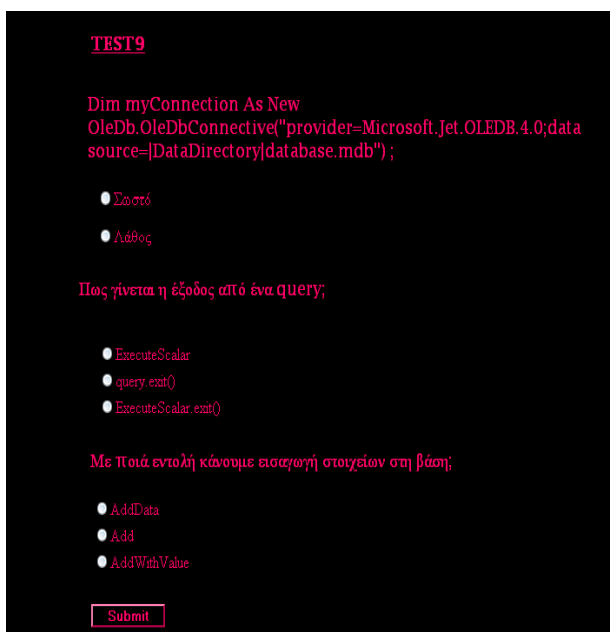 TEST9
Dim myConnection As New
OleDb.OleDbConnective("provider=Microsoft.Jet.OLEDB.4.0;data
source=|DataDirectory|database.mdb") ;
Σωστό
Λάθος
Πως γίνεται η έξοδος από ένα query;
ExecuteScalar
query.exit()
ExecuteScalar.exit()
Με ποιά εντολή κάνουμε εισαγωγή στοιχείων στη βάση;
AddData
Add
AddWithValue
Submit